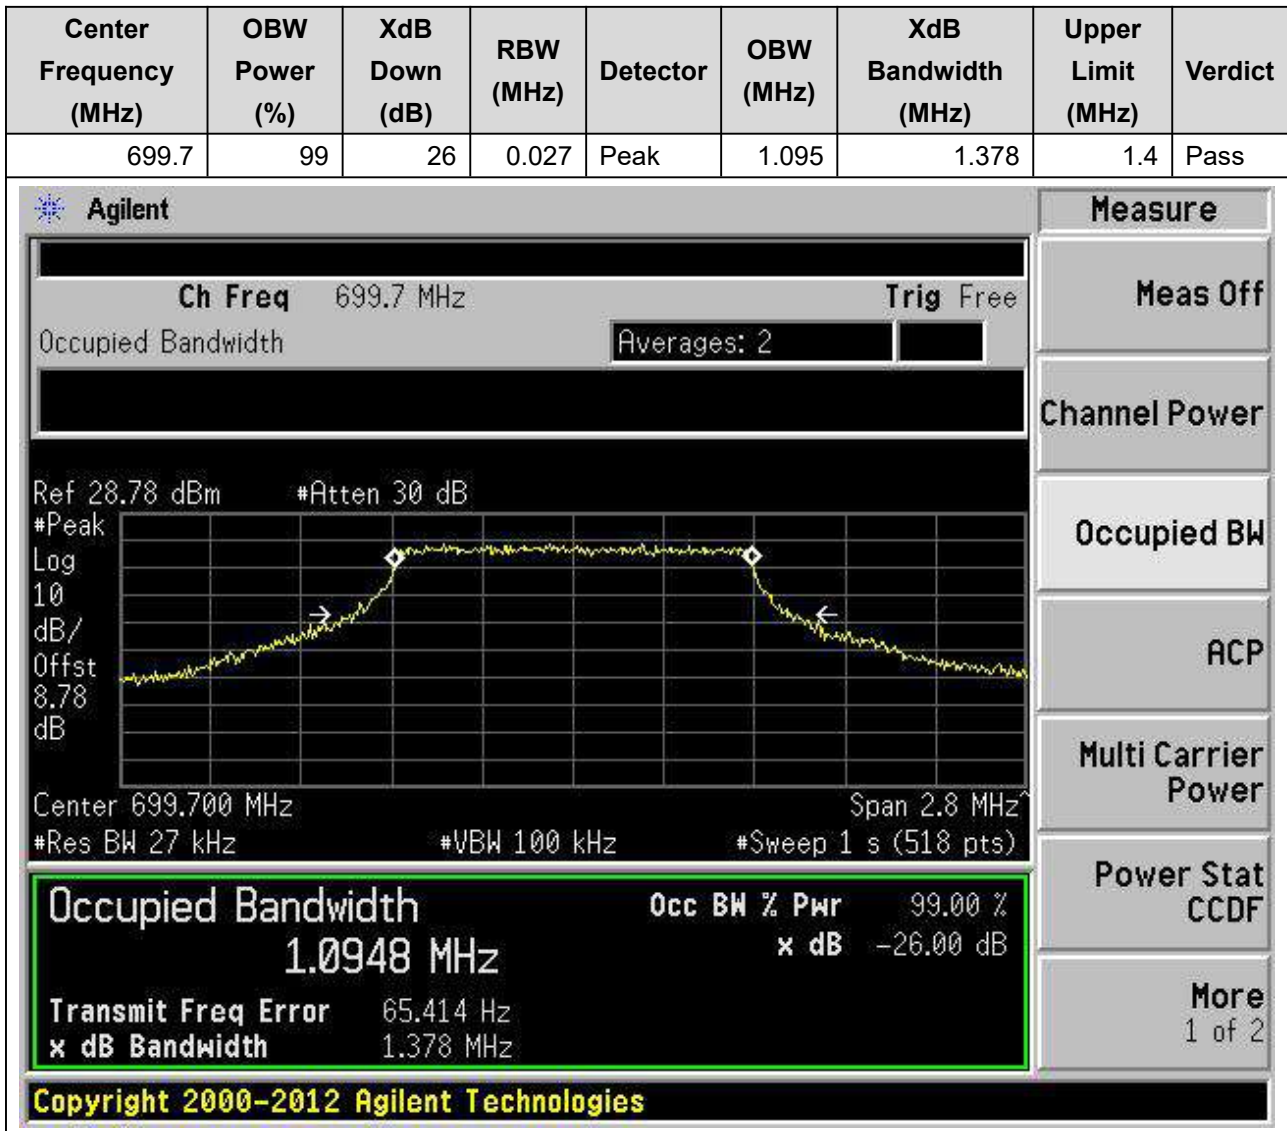 Center Frequency (MHz) OBW Power (%) XdB Down (dB) RBW (MHz) Detector OBW (MHz) XdB Bandwidth (MHz) Upper Limit (MHz) Verdict
699.7 99 26 0.027 Peak 1.095 1.378 1.4 Pass
Agilent
Ch Freq 699.7 MHz Trig Free
Occupied Bandwidth Averages: 2
Ref 28.78 dBm #Atten 30 dB
#Peak
Log
10
dB/
Offst
8.78
dB
Center 699.700 MHz Span 2.8 MHz^
#Res BW 27 kHz #VBW 100 kHz #Sweep 1 s (518 pts)
Occupied Bandwidth Occ BW % Pwr 99.00 %
1.0948 MHz x dB -26.00 dB
Transmit Freq Error 65.414 Hz
x dB Bandwidth 1.378 MHz
Copyright 2000-2012 Agilent Technologies
Measure
Meas Off
Channel Power
Occupied BW
ACP
Multi Carrier
Power
Power Stat
CCDF
More
1 of 2